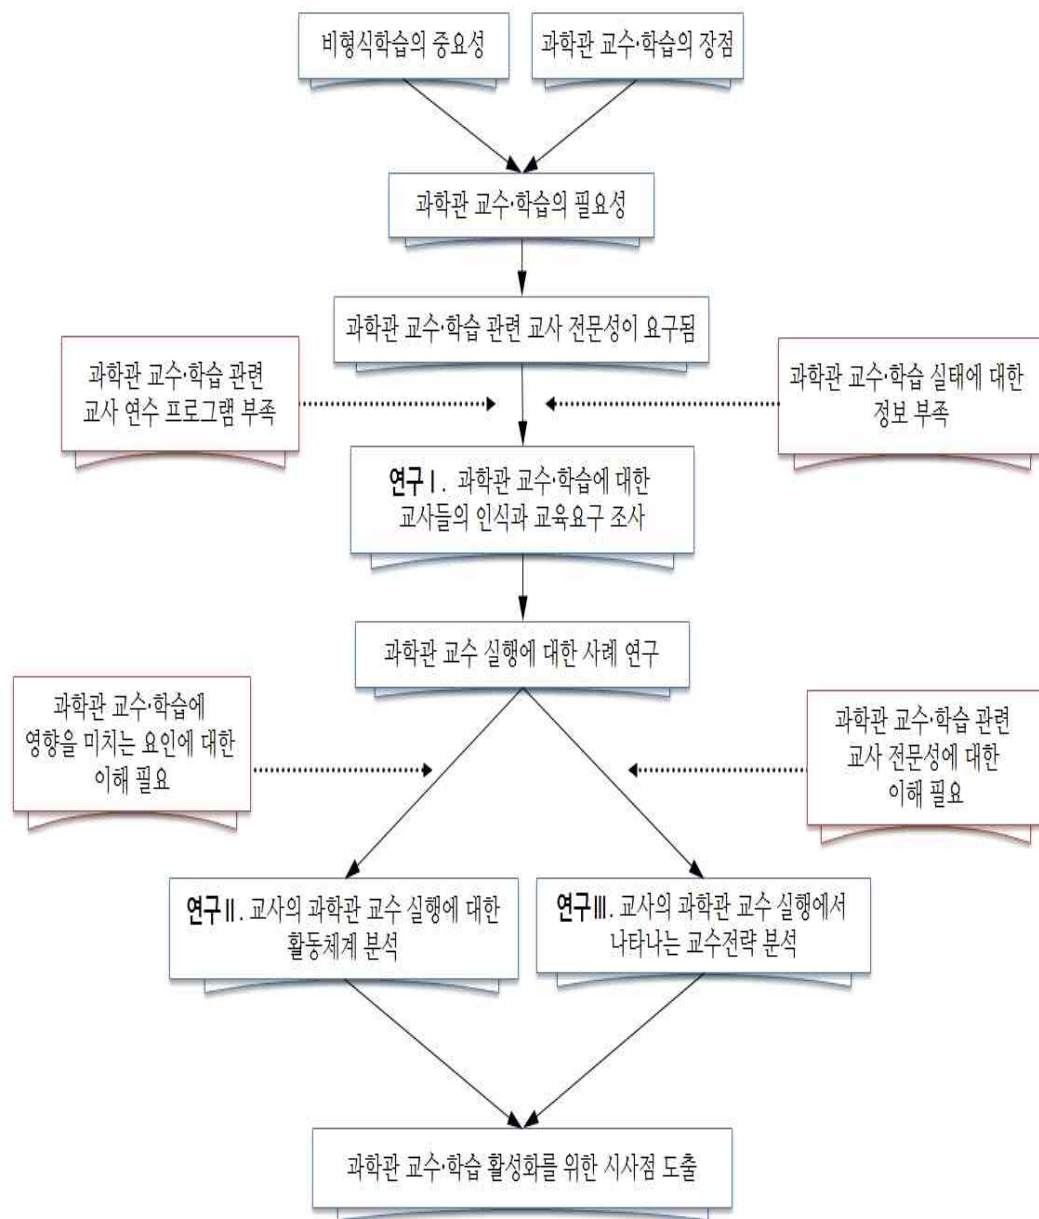 비형식학습의 중요성
과학관 교수·학습의 장점
과학관 교수·학습의 필요성
과학관 교수·학습 관련 교사 전문성이 요구됨
과학관 교수·학습 관련
교사 연수 프로그램 부족
과학관 교수·학습 실태에 대한
정보 부족
연구Ⅰ. 과학관 교수·학습에 대한
교사들의 인식과 교육요구 조사
과학관 교수 실행에 대한 사례 연구
과학관 교수·학습에
영향을 미치는 요인에 대한
이해 필요
과학관 교수·학습 관련
교사 전문성에 대한
이해 필요
연구Ⅱ. 교사의 과학관 교수 실행에 대한
활동체계 분석
연구Ⅲ. 교사의 과학관 교수 실행에서
나타나는 교수전략 분석
과학관 교수·학습 활성화를 위한 시사점 도출